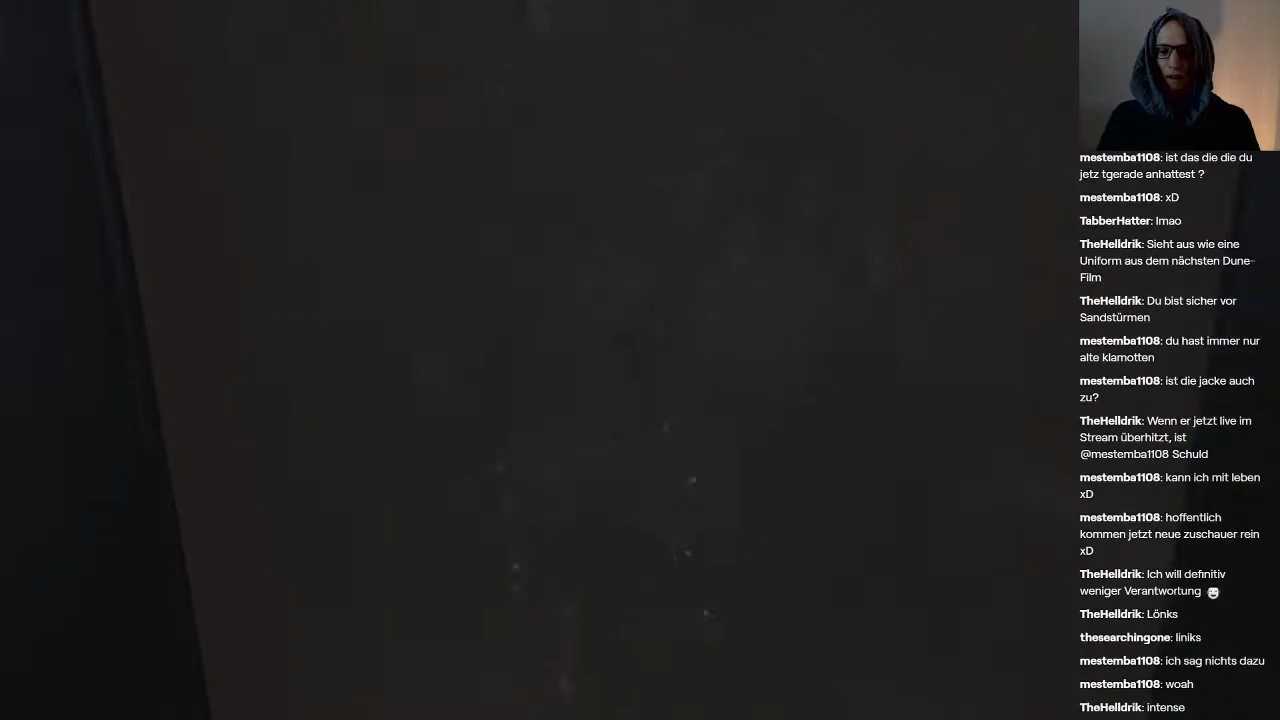 mestemba1108: ist das die die du
jetz tgerade anhattest ?
mestemba1108: xD
TabberHatter: lmao
TheHelldrik: Sieht aus wie eine
Uniform aus dem nächsten Dune-
Film
TheHelldrik: Du bist sicher vor
Sandstürmen
mestemba1108: du hast immer nur
alte klamotten
mestemba1108: ist die jacke auch
zu?
TheHelldrik: Wenn er jetzt live im
Stream überhitzt, ist
@mestemba1108 Schuld
mestemba1108: kann ich mit leben
xD
mestemba1108: hoffentlich
kommen jetzt neue zuschauer rein
xD
TheHelldrik: Ich will definitiv
weniger Verantwortung
TheHelldrik: Lönks
thesearchingone: liniks
mestemba1108: ich sag nichts dazu
mestemba1108: woah
TheHelldrik: intense